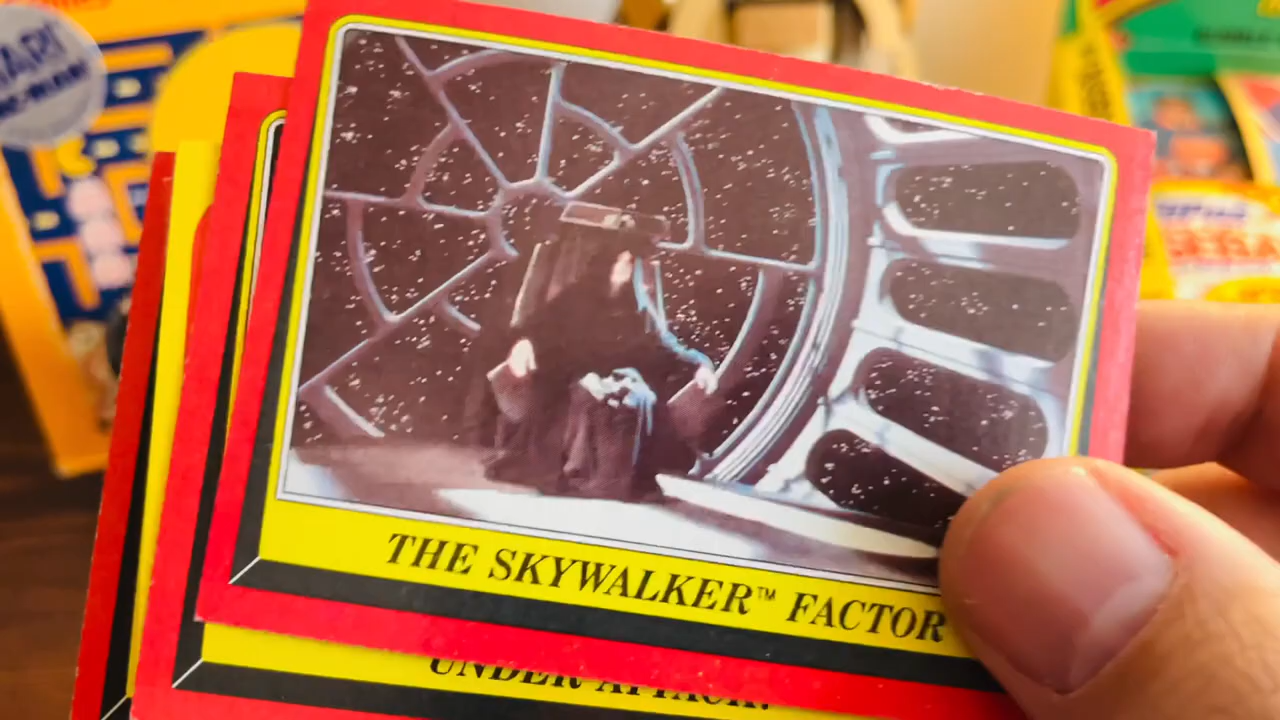 THE SKYWALKER™ FACTOR
UNDER ATTACK!